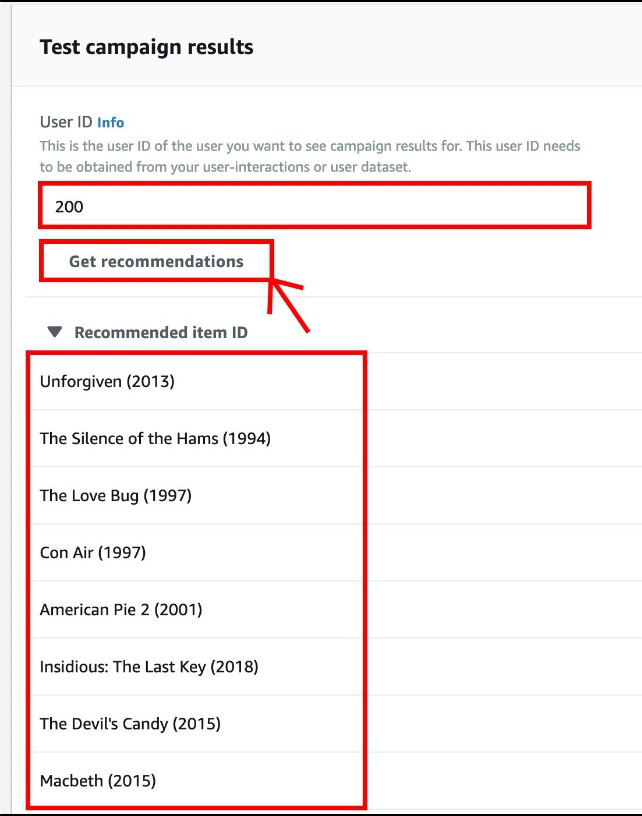 Test campaign results
User ID Info
This is the user ID of the user you want to see campaign results for. This user ID needs
to be obtained from your user-interactions or user dataset.
200
Get recommendations
Recommended item ID
Unforgiven (2013)
The Silence of the Hams (1994)
The Love Bug (1997)
Con Air (1997)
American Pie 2 (2001)
Insidious: The Last Key (2018)
The Devil's Candy (2015)
Macbeth (2015)